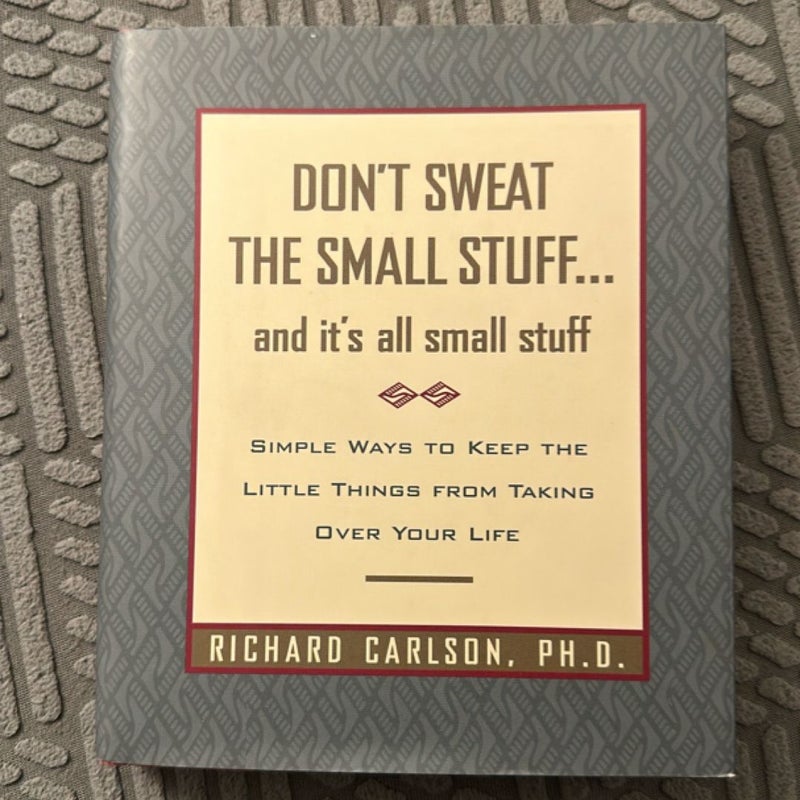 DON'T SWEAT
THE SMALL STUFF...
and it's all small stuff
SIMPLE WAYS TO KEEP THE
LITTLE THINGS FROM TAKING
OVER YOUR LIFE
RICHARD CARLSON, PH.D.